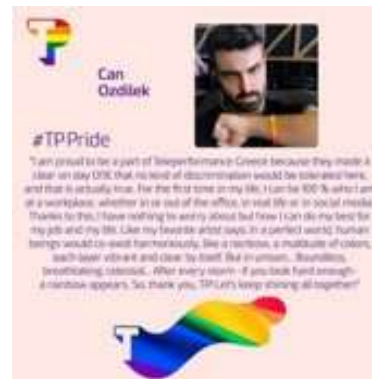 TP
Can
Ozdilek
#TPPride
"I am proud to be a part of Teleperformance Greece because they made it
clear on day ONE that no kind of discrimination would be tolerated here,
and that is actually true. For the first time in my life, I can be 100 % who I am
at a workplace, whether in or out of the office, in real life or in social media.
Thanks to this, I have nothing to worry about but how I can do my best for
my job and my life. Like my favorite artist says, in a perfect world, human
beings would co-exist harmoniously, like a rainbow, a multitude of colors,
each layer vibrant and clear by itself. But in unison... Boundless,
breathtaking, celestial. After every storm - if you look hard enough-
a rainbow appears. So, thank you, TP! Let's keep shining all together!"
T